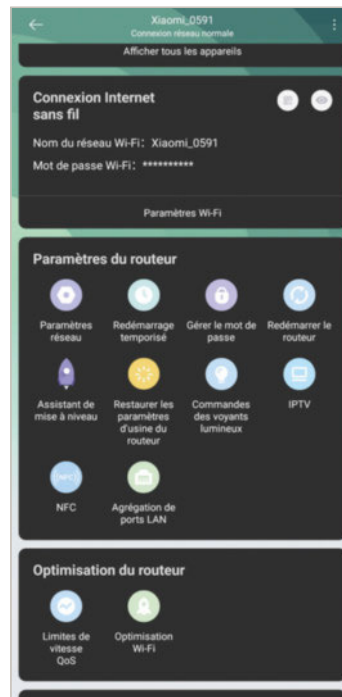 Xiaomi_0591
Connexion réseau normale
Afficher tous les appareils
Connexion Internet
sans fil
Nom du réseau Wi-Fi: Xiaomi_0591
Mot de passe Wi-Fi: **********
Paramètres Wi-Fi
Paramètres du routeur
Paramètres
réseau
Redémarrage
temporisé
Gérer le mot de
passe
Redémarrer le
routeur
Assistant de
mise à niveau
Restaurer les
paramètres
d'usine du
routeur
Commandes
des voyants
lumineux
IPTV
NFC
NFC
Agrégation de
ports LAN
Optimisation du routeur
Limites de
vitesse
QoS
Optimisation
Wi-Fi